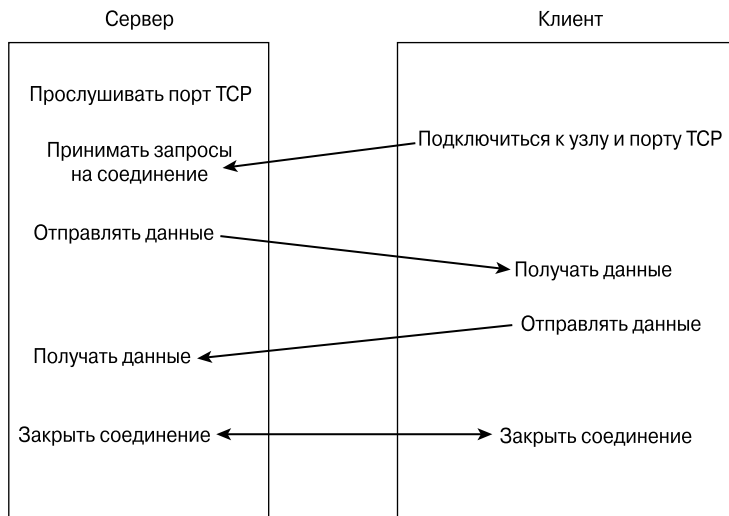 Сервер
Клиент
Прослушивать порт TCP
Подключиться к узлу и порту TCP
Принимать запросы
на соединение
Отправлять данные
Получать данные
Отправлять данные
Получать данные
Закрыть соединение
Закрыть соединение